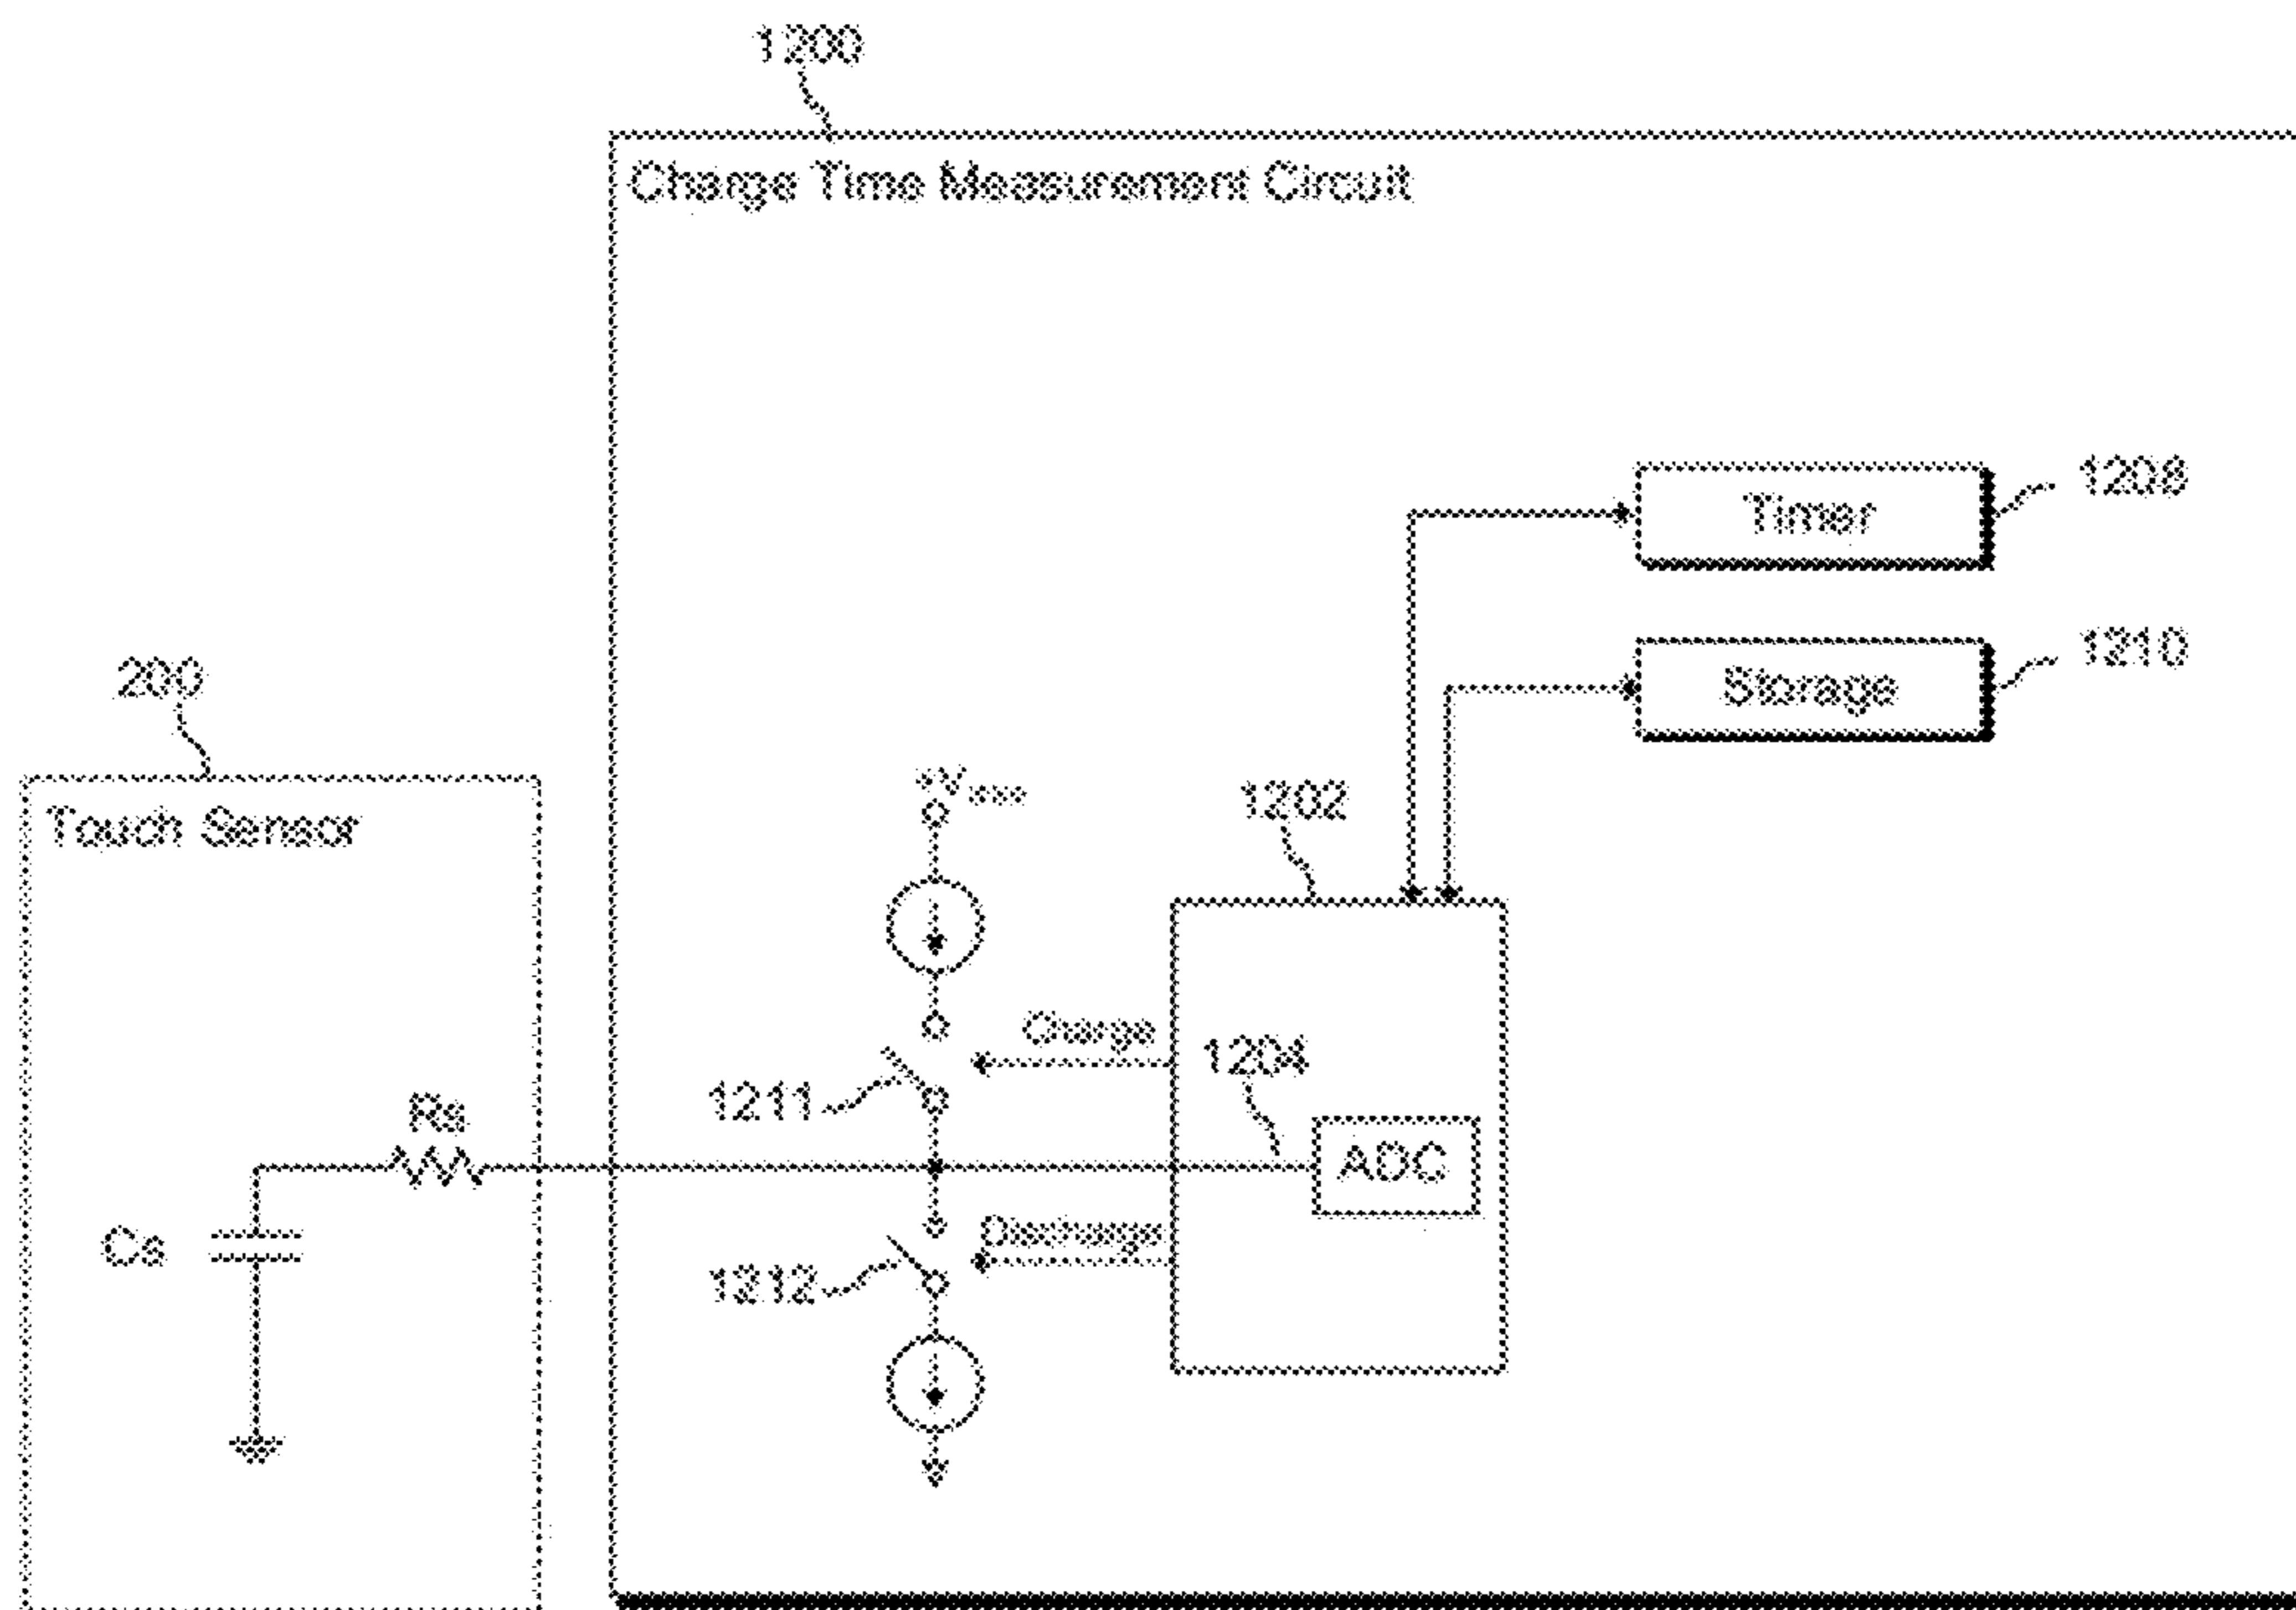 1200
Charge Time Measurement Circuit
Timer
1208
Storage
1210
200
Touch Sensor
1202
Charge
1204
1211
Rs
ADC
Cs
Discharge
1212